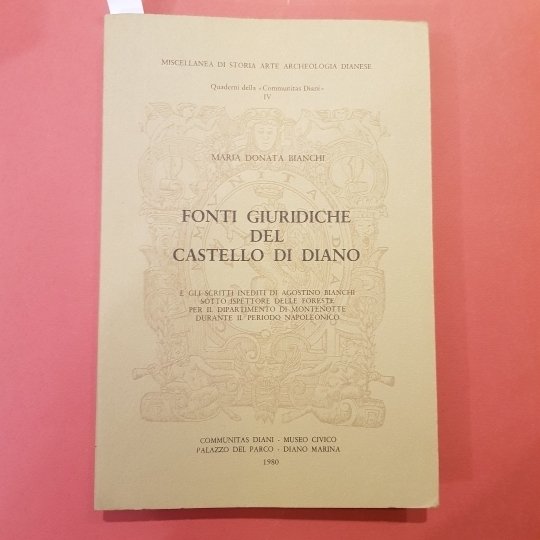 MISCELLANEA DI STORIA ARTE ARCHEOLOGIA DIANESE
Quaderni della «Communitas Diani»
IV
MARIA DONATA BIANCHI
FONTI GIURIDICHE
DEL
CASTELLO DI DIANO
E GLI SCRITTI INEDITI DI AGOSTINO BIANCHI
SOTTO ISPETTORE DELLE FORESTE
PER IL DIPARTIMENTO DI MONTENOTTE
DURANTE IL PERIODO NAPOLEONICO
COMMUNITAS DIANI - MUSEO CIVICO
PALAZZO DEL PARCO - DIANO MARINA
1980